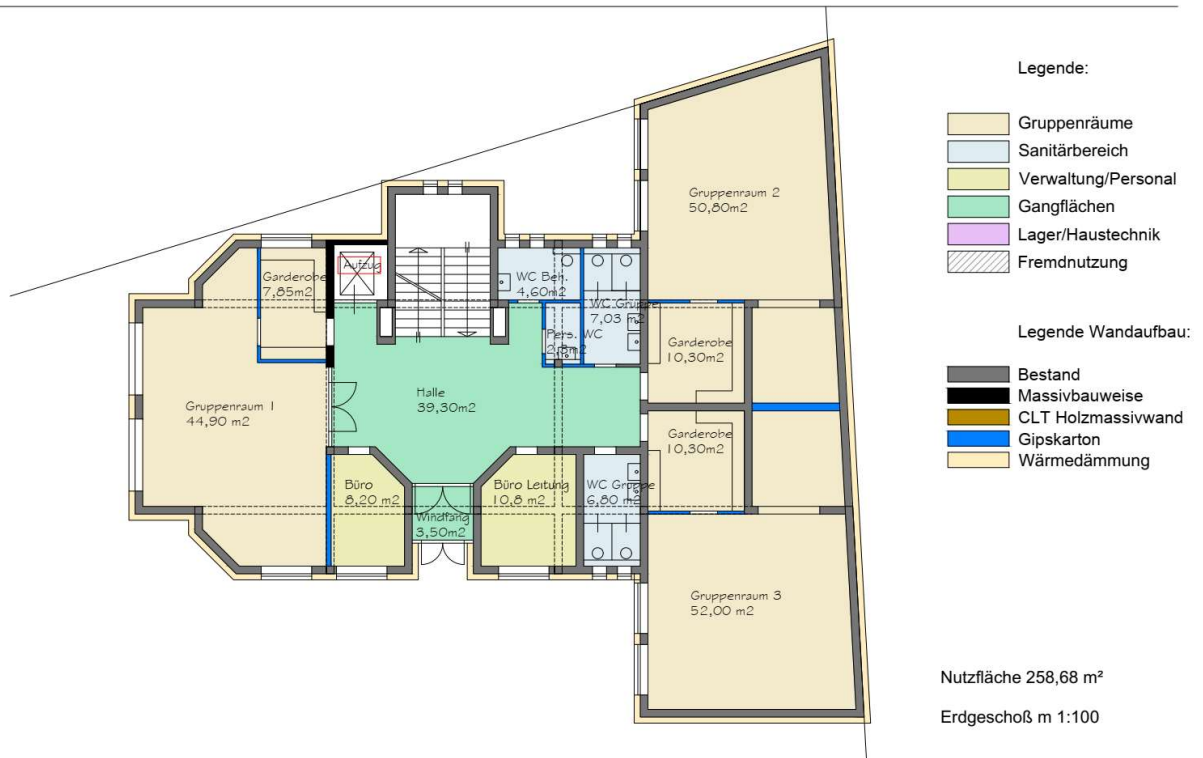 Legende:
Gruppenräume
Sanitärbereich
Verwaltung/Personal
Gangflächen
Lager/Haustechnik
Fremdnutzung
Legende Wandaufbau:
Bestand
Massivbauweise
CLT Holzmassivwand
Gipskarton
Wärmedämmung
Gruppenraum 2
50,80m2
Garderobe
7,85m2
Aufzug
WC Beh.
4,60m2
WC Gruppe
7,03 m2
Pers. WC
Garderobe
10,30m2
Halle
39,30m2
Gruppenraum 1
44,90 m2
Garderobe
10,30m2
Büro
8,20 m2
Windfang
3,50m2
Büro Leitung
10,8 m2
WC Gruppe
6,80 m2
Gruppenraum 3
52,00 m2
Nutzfläche 258,68 m²
Erdgeschoß m 1:100